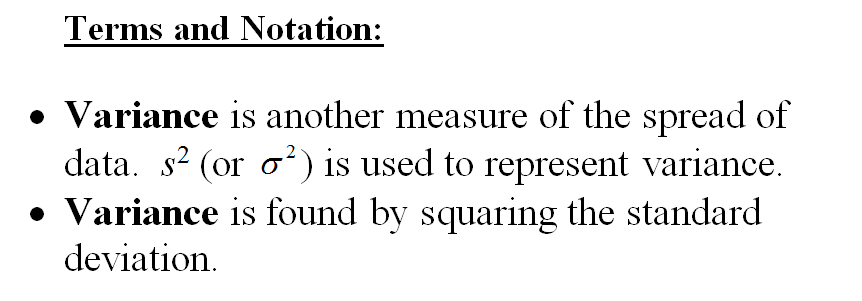 Terms and Notation:
• Variance is another measure of the spread of
data. s² (or σ²) is used to represent variance.
• Variance is found by squaring the standard
deviation.